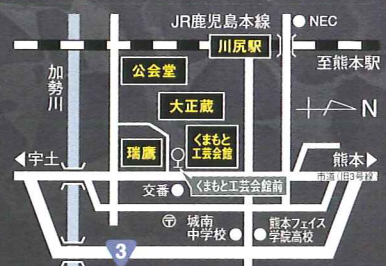 JR鹿児島本線 NEC
川尻駅
至熊本駅
公会堂
加勢川
大正蔵
N
瑞鷹
くまもと
工芸会館
宇土
熊本
市道(旧3号線)
交番
くまもと工芸会館前
〒 城南
中学校
熊本フェイス
学院高校
3